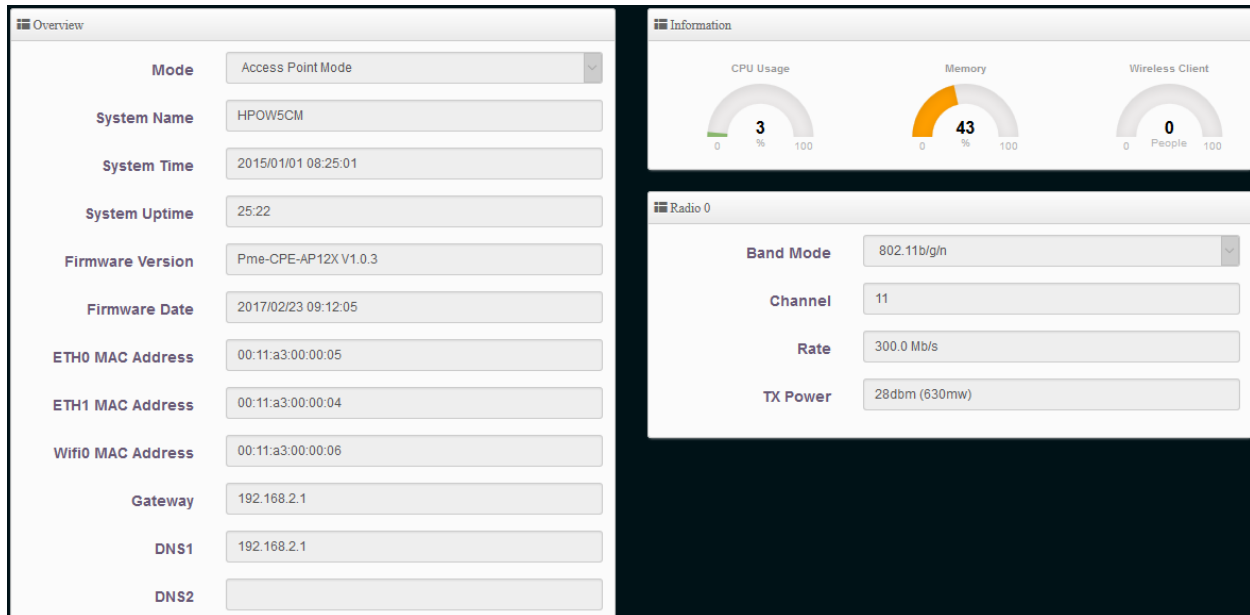 Overview
Mode Access Point Mode
System Name HPOW5CM
System Time 2015/01/01 08:25:01
System Uptime 25:22
Firmware Version Pme-CPE-AP12X V1.0.3
Firmware Date 2017/02/23 09:12:05
ETH0 MAC Address 00:11:a3:00:00:05
ETH1 MAC Address 00:11:a3:00:00:04
Wifi0 MAC Address 00:11:a3:00:00:06
Gateway 192.168.2.1
DNS1 192.168.2.1
DNS2
Information
CPU Usage Memory Wireless Client
3 43 0
0 % 100 0 % 100 0 People 100
Radio 0
Band Mode 802.11b/g/n
Channel 11
Rate 300.0 Mb/s
TX Power 28dbm (630mw)